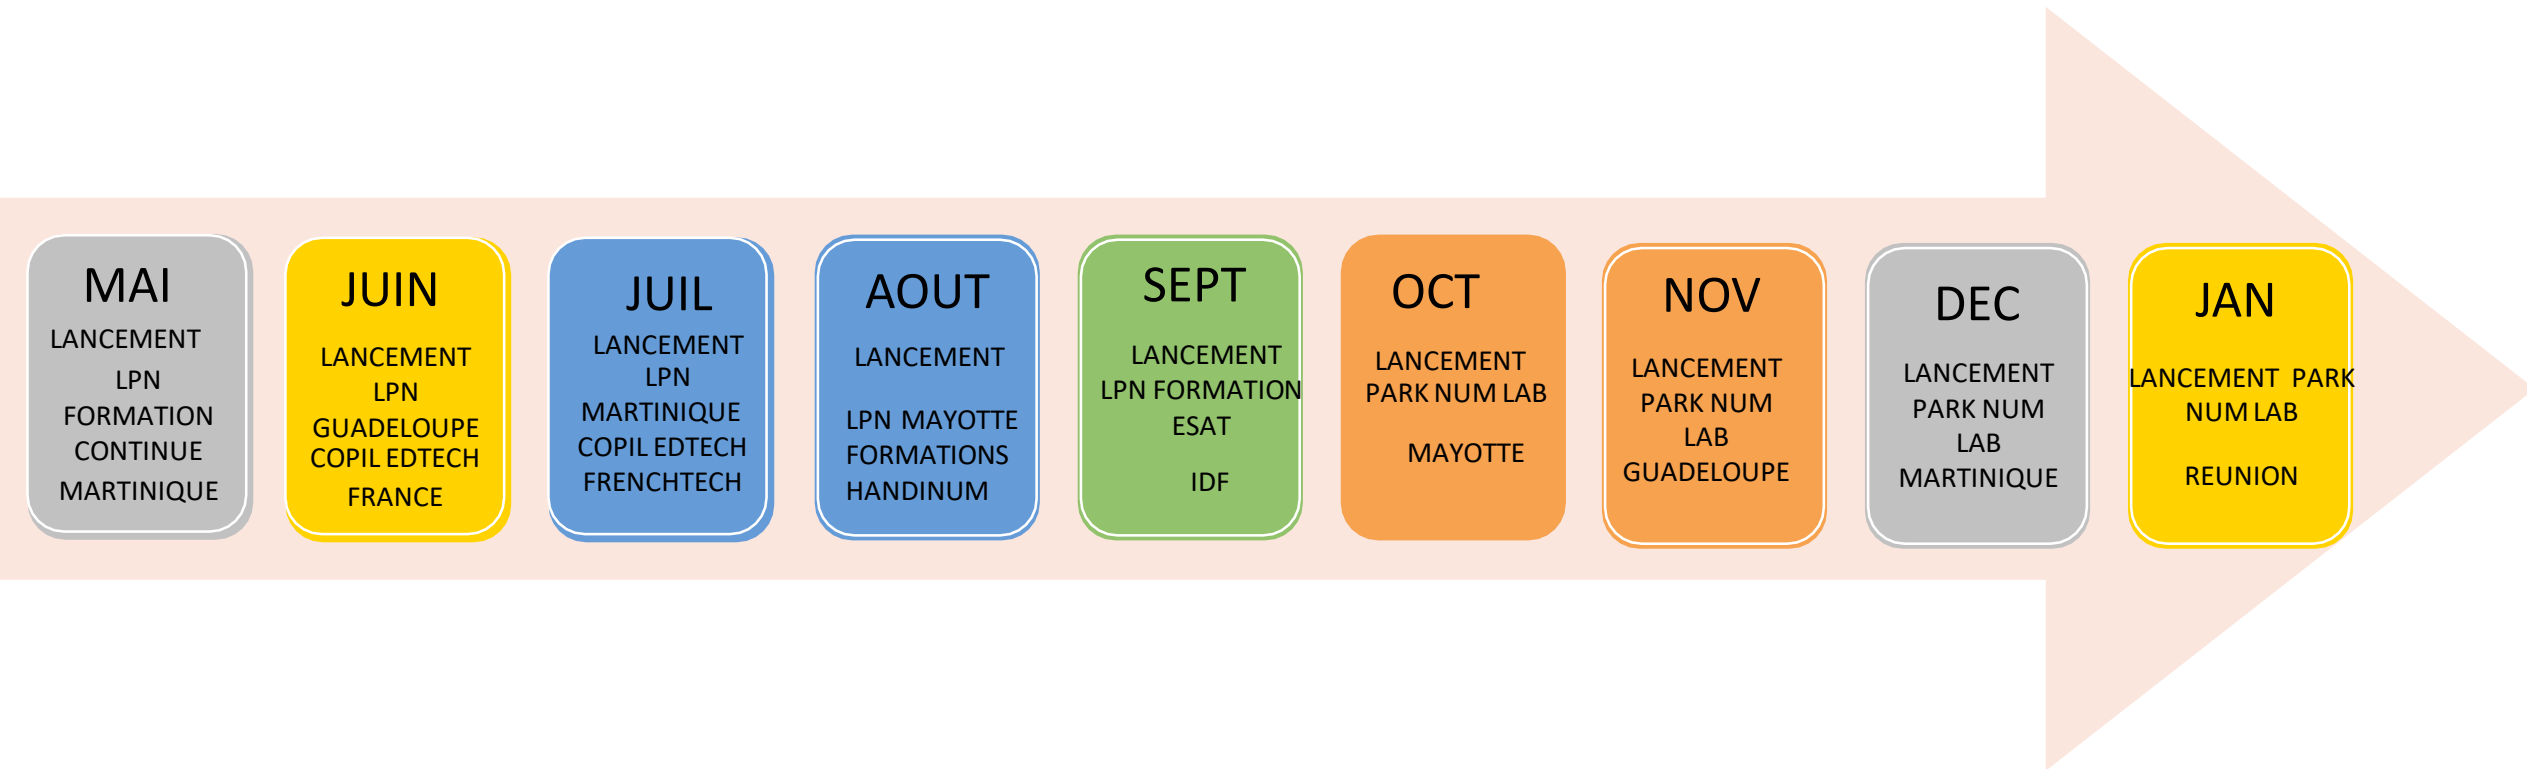 MAI
LANCEMENT
LPN
FORMATION
CONTINUE
MARTINIQUE
JUIN
LANCEMENT
LPN
GUADELOUPE
COPIL EDTECH
FRANCE
JUIL
LANCEMENT
LPN
MARTINIQUE
COPIL EDTECH
FRENCHTECH
AOUT
LANCEMENT
LPN MAYOTTE
FORMATIONS
HANDINUM
SEPT
LANCEMENT
LPN FORMATION
ESAT
IDF
OCT
LANCEMENT
PARK NUM LAB
MAYOTTE
NOV
LANCEMENT
PARK NUM
LAB
GUADELOUPE
DEC
LANCEMENT
PARK NUM
LAB
MARTINIQUE
JAN
LANCEMENT PARK
NUM LAB
REUNION